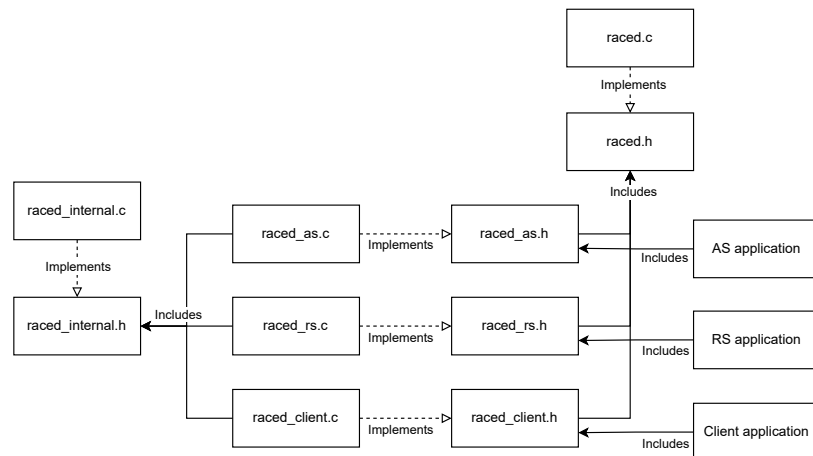 raced.c
Implements
raced.h
Includes
raced_internal.c
raced_as.c
Implements
raced_as.h
Includes
AS application
Implements
raced_internal.h
Includes
raced_rs.c
Implements
raced_rs.h
Includes
RS application
raced_client.c
Implements
raced_client.h
Includes
Client application